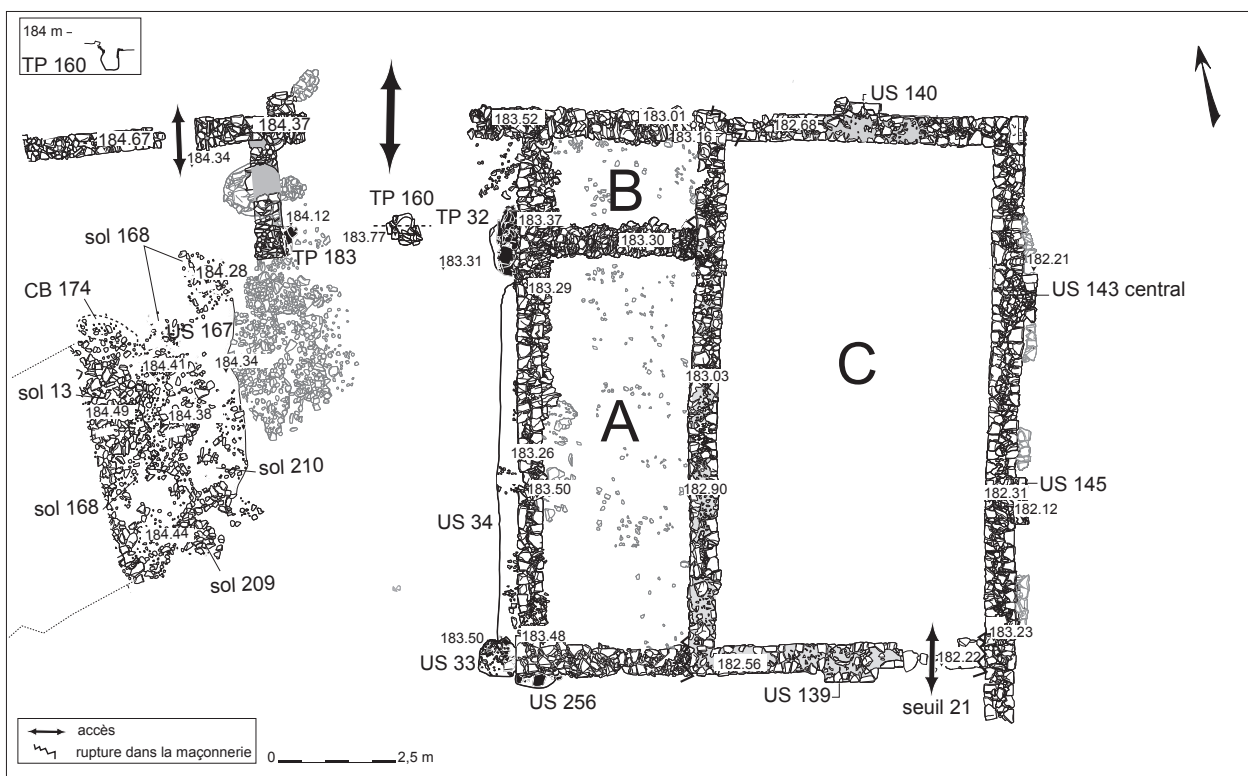 184 m
TP 160
US 140
184.67
184.37
183.52
183.01
182.68
183.16
184.34
TP 160
TP 32
B
184.12
183.77
183.37
183.30
sol 168
TP 183
183.31
182.21
184.28
CB 174
183.29
US 143 central
US 167
184.41
184.34
C
sol 13
183.03
184.49
184.38
A
183.26
sol 210
US 145
183.50
182.90
182.31
182.12
sol 168
US 34
184.44
sol 209
183.50
183.48
183.23
US 33
182.56
182.22
US 256
US 139
seuil 21
accès
rupture dans la maçonnerie
0
2,5 m